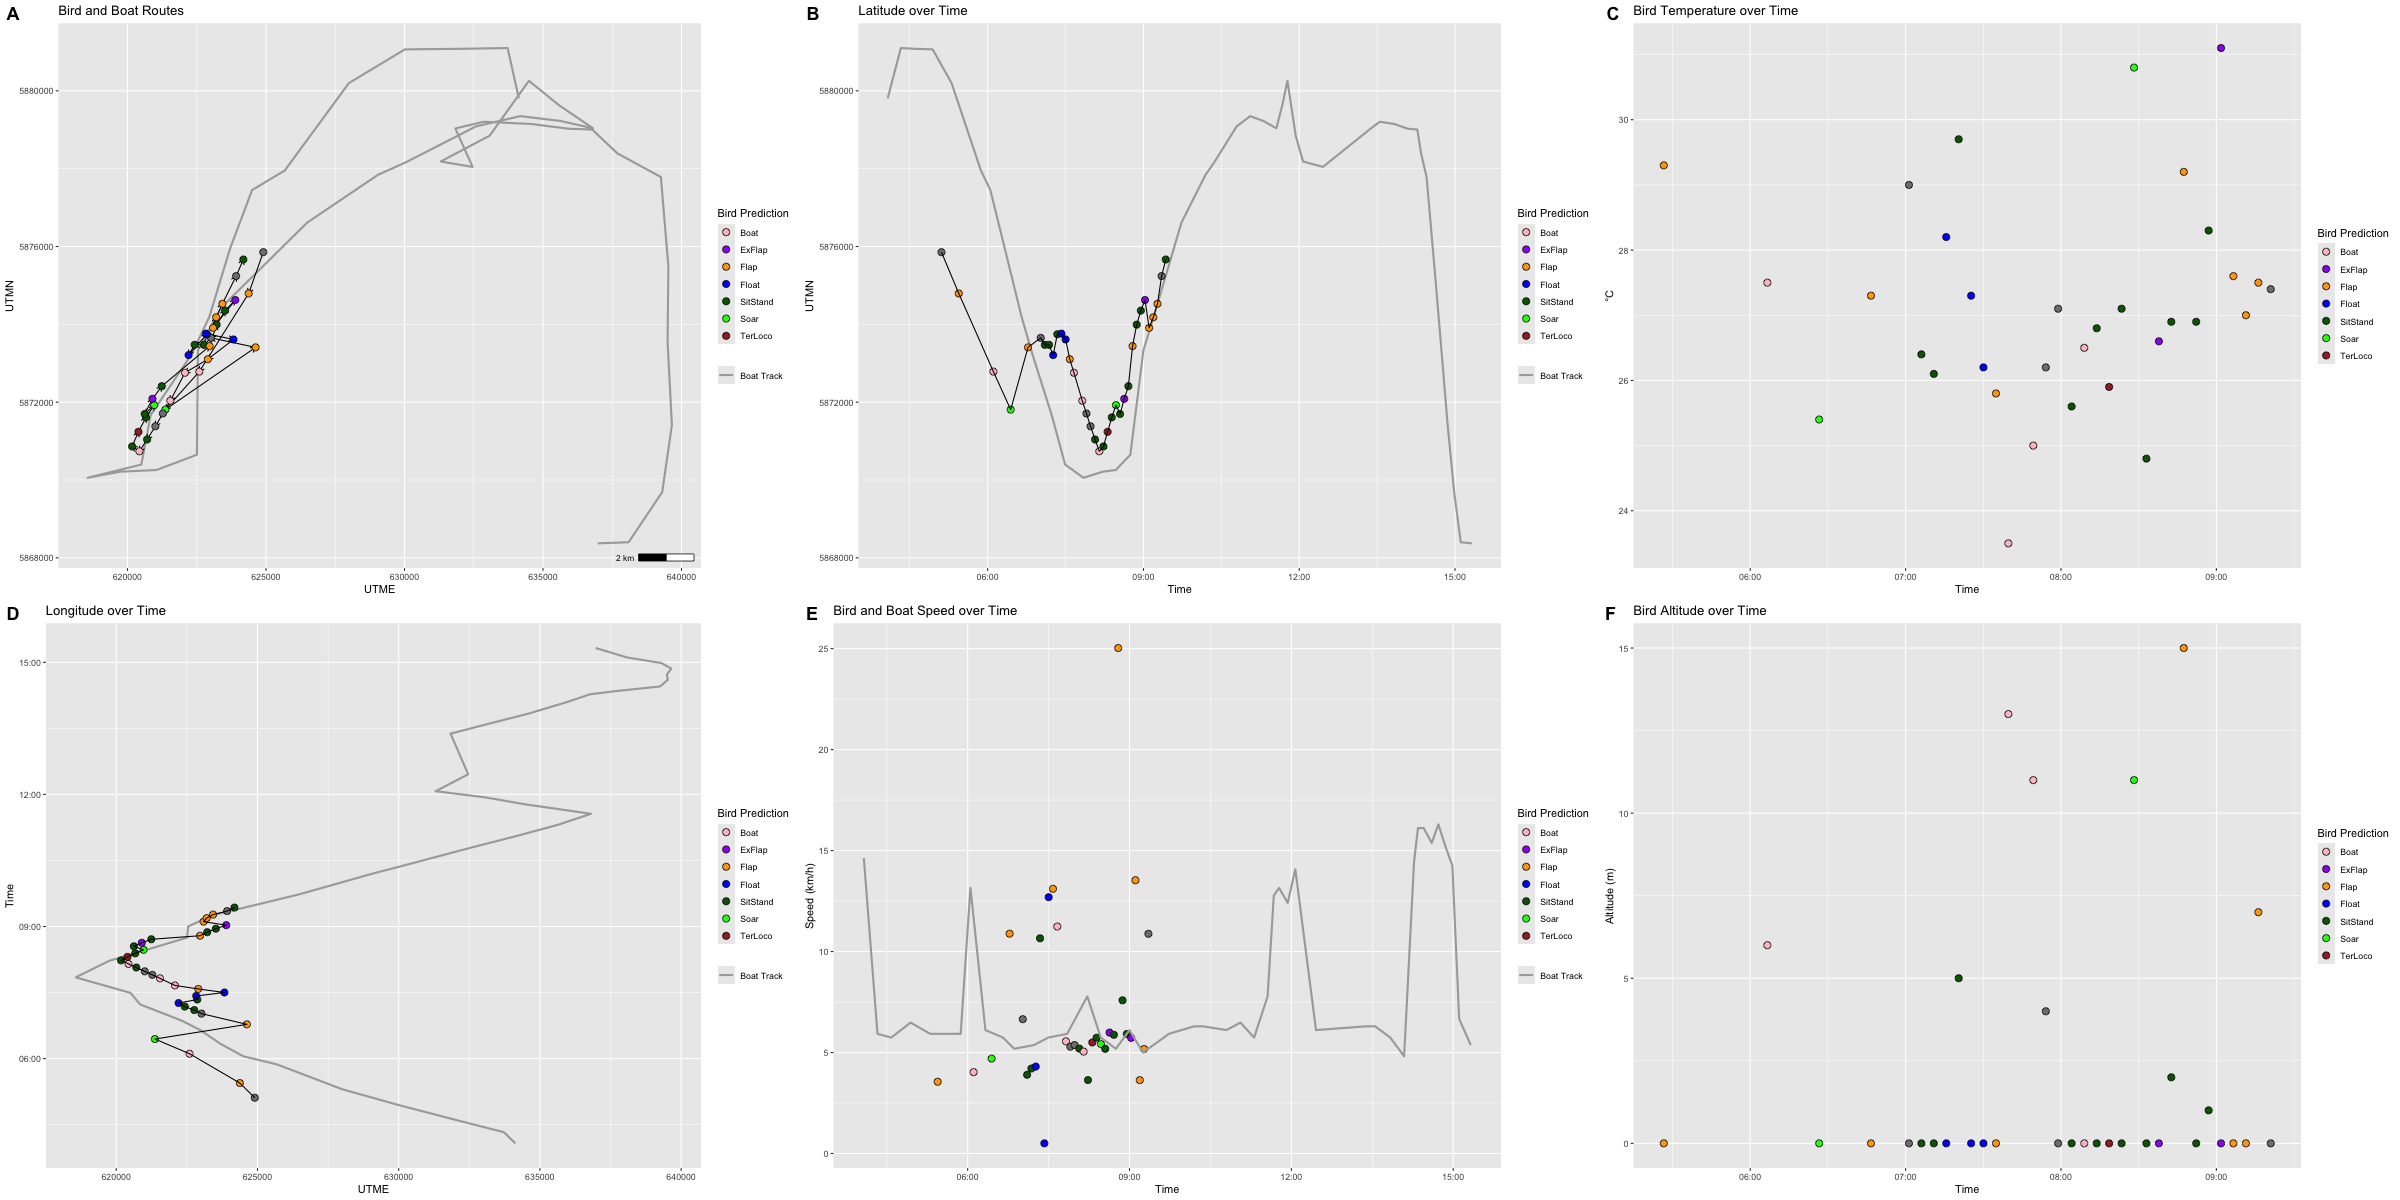 A
Bird and Boat Routes
UTMN
5880000
5876000
5872000
5868000
620000
625000
630000
635000
640000
UTME
2 km
Bird Prediction
Boat
ExFlap
Flap
Float
SitStand
Soar
TerLoco
Boat Track
B
Latitude over Time
UTMN
5880000
5876000
5872000
5868000
06:00
09:00
12:00
15:00
Time
Bird Prediction
Boat
ExFlap
Flap
Float
SitStand
Soar
TerLoco
Boat Track
C
Bird Temperature over Time
°C
30
28
26
24
06:00
07:00
08:00
09:00
Time
Bird Prediction
Boat
ExFlap
Flap
Float
SitStand
Soar
TerLoco
D
Longitude over Time
Time
15:00
12:00
09:00
06:00
620000
625000
630000
635000
640000
UTME
Bird Prediction
Boat
ExFlap
Flap
Float
SitStand
Soar
TerLoco
Boat Track
E
Bird and Boat Speed over Time
Speed (km/h)
25
20
15
10
5
0
06:00
09:00
12:00
15:00
Time
Bird Prediction
Boat
ExFlap
Flap
Float
SitStand
Soar
TerLoco
Boat Track
F
Bird Altitude over Time
Altitude (m)
15
10
5
0
06:00
07:00
08:00
09:00
Time
Bird Prediction
Boat
ExFlap
Flap
Float
SitStand
Soar
TerLoco